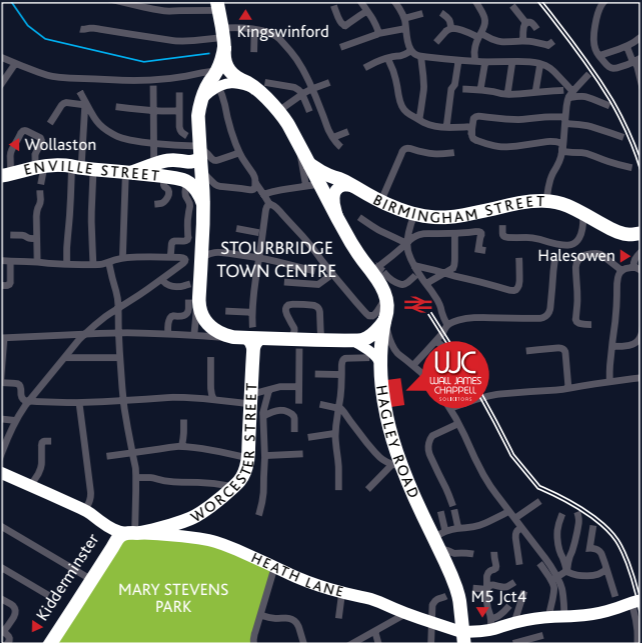 Kingswinford
Wollaston
ENVILLE STREET
BIRMINGHAM STREET
STOURBRIDGE
TOWN CENTRE
Halesowen
WJC
WALL JAMES
CHAPPELL
SOLICITORS
HAGLEY ROAD
WORCESTER STREET
Kidderminster
HEATH LANE
MARY STEVENS
PARK
M5 Jct4